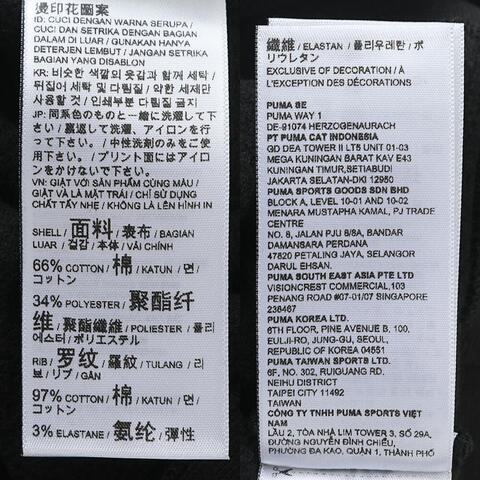 燙印花圖案
ID: CUCI DENGAN WARNA SERUPA /
CUCI DAN SETRIKA DENGAN BAGIAN
DALAM DI LUAR / GUNAKAN HANYA
DETERJEN LEMBUT / JANGAN SETRIKA
BAGIAN YANG DISABLON
KR: 비슷한 색깔의 옷감과 함께 세탁 /
뒤집어 세탁 및 다림질 / 약한 세제만
사용할 것 / 인쇄부분 다림질 금지
JP: 同系色のものと一緒に洗濯して下
さい。/ 裏返して洗濯、アイロンを行
って下さい。/ 中性洗剤のみをご使
用下さい。/ プリント面にはアイロ
ンをかけないで下さい。
VN: GIẶT VỚI SẢN PHẨM CÙNG MÀU /
GIẶT VÀ LÀ MẶT TRÁI / CHỈ SỬ DỤNG
CHẤT TẨY NHẸ / KHÔNG LÀ LÊN HÌNH IN
SHELL / 面料 / 表布 / BAGIAN
LUAR / 겉감 / 本体 / VẢI CHÍNH
66% COTTON / 棉 / KATUN / 면 /
コットン
34% POLYESTER / 聚酯纤
维 / 聚酯纖維 / POLIESTER / 폴리
에스터 / ポリエステル
RIB / 罗纹 / 羅紋 / TULANG / 리
브 / リブ / GÂN
97% COTTON / 棉 / KATUN / 면 /
コットン
3% ELASTANE / 氨纶 / 彈性
纖維 / ELASTAN / 폴리우레탄 / ポ
リウレタン
EXCLUSIVE OF DECORATION / À
L'EXCEPTION DES DÉCORATIONS
PUMA SE
PUMA WAY 1
DE-91074 HERZOGENAURACH
PT PUMA CAT INDONESIA
GD DEA TOWER II LT5 UNIT 01-03
MEGA KUNINGAN BARAT KAV E43
KUNINGAN TIMUR,SETIABUDI
JAKARTA SELATAN-DKI 12950
PUMA SPORTS GOODS SDN BHD
BLOCK A, LEVEL 10-01 AND 10-02
MENARA MUSTAPHA KAMAL, PJ TRADE
CENTRE
NO. 8, JALAN PJU 8/8A, BANDAR
DAMANSARA PERDANA
47820 PETALING JAYA, SELANGOR
DARUL EHSAN.
PUMA SOUTH EAST ASIA PTE LTD
VISIONCREST COMMERCIAL,103
PENANG ROAD #07-01/07 SINGAPORE
238467
PUMA KOREA LTD.
6TH FLOOR, PINE AVENUE B, 100,
EULJI-RO, JUNG-GU, SEOUL,
REPUBLIC OF KOREA 04551
PUMA TAIWAN SPORTS LTD.
6F. NO. 302, RUIGUANG RD.
NEIHU DISTRICT
TAIPEI CITY 11492
TAIWAN
CÔNG TY TNHH PUMA SPORTS VIỆT
NAM
LẦU 2, TÒA NHÀ LIM TOWER 3, SỐ 29A,
ĐƯỜNG NGUYỄN ĐÌNH CHIỂU,
PHƯỜNG ĐA KAO, QUẬN 1, THÀNH PHỐ